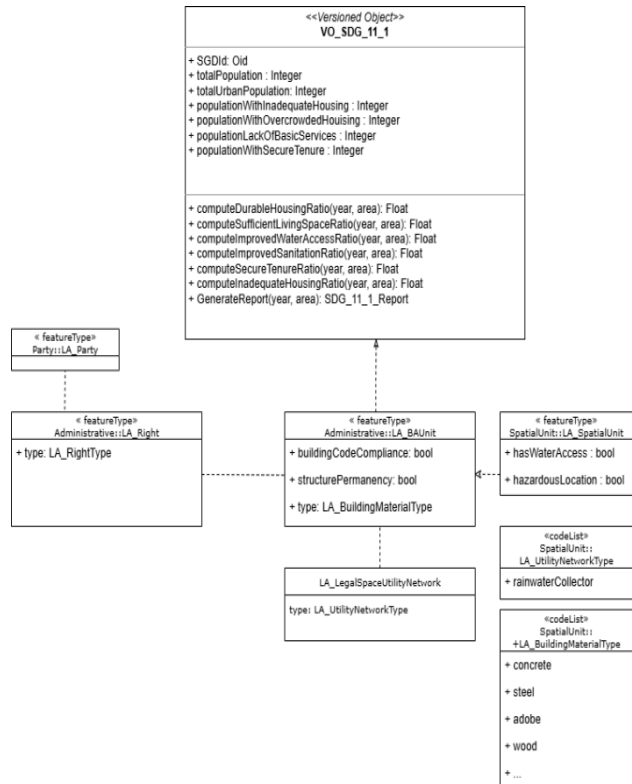 <<Versioned Object>>
VO_SDG_11_1
+ SGDId: Oid
+ totalPopulation : Integer
+ totalUrbanPopulation: Integer
+ populationWithInadequateHousing : Integer
+ populationWithOvercrowdedHouising : Integer
+ populationLackOfBasicServices : Integer
+ populationWithSecureTenure : Integer
+ computeDurableHousingRatio(year, area): Float
+ computeSufficientLivingSpaceRatio(year, area): Float
+ computeImprovedWaterAccessRatio(year, area): Float
+ computeImprovedSanitationRatio(year, area): Float
+ computeSecureTenureRatio(year, area): Float
+ computeInadequateHousingRatio(year, area): Float
+ GenerateReport(year, area): SDG_11_1_Report
« featureType»
Party::LA_Party
« featureType»
Administrative::LA_Right
+ type: LA_RightType
« featureType»
Administrative::LA_BAUnit
+ buildingCodeCompliance: bool
+ structurePermanency: bool
+ type: LA_BuildingMaterialType
« featureType»
SpatialUnit::LA_SpatialUnit
+ hasWaterAccess : bool
+ hazardousLocation : bool
LA_LegalSpaceUtilityNetwork
type: LA_UtilityNetworkType
«codeList»
SpatialUnit::
LA_UtilityNetworkType
+ rainwaterCollector
«codeList»
SpatialUnit::
+LA_BuildingMaterialType
+ concrete
+ steel
+ adobe
+ wood
+ ...